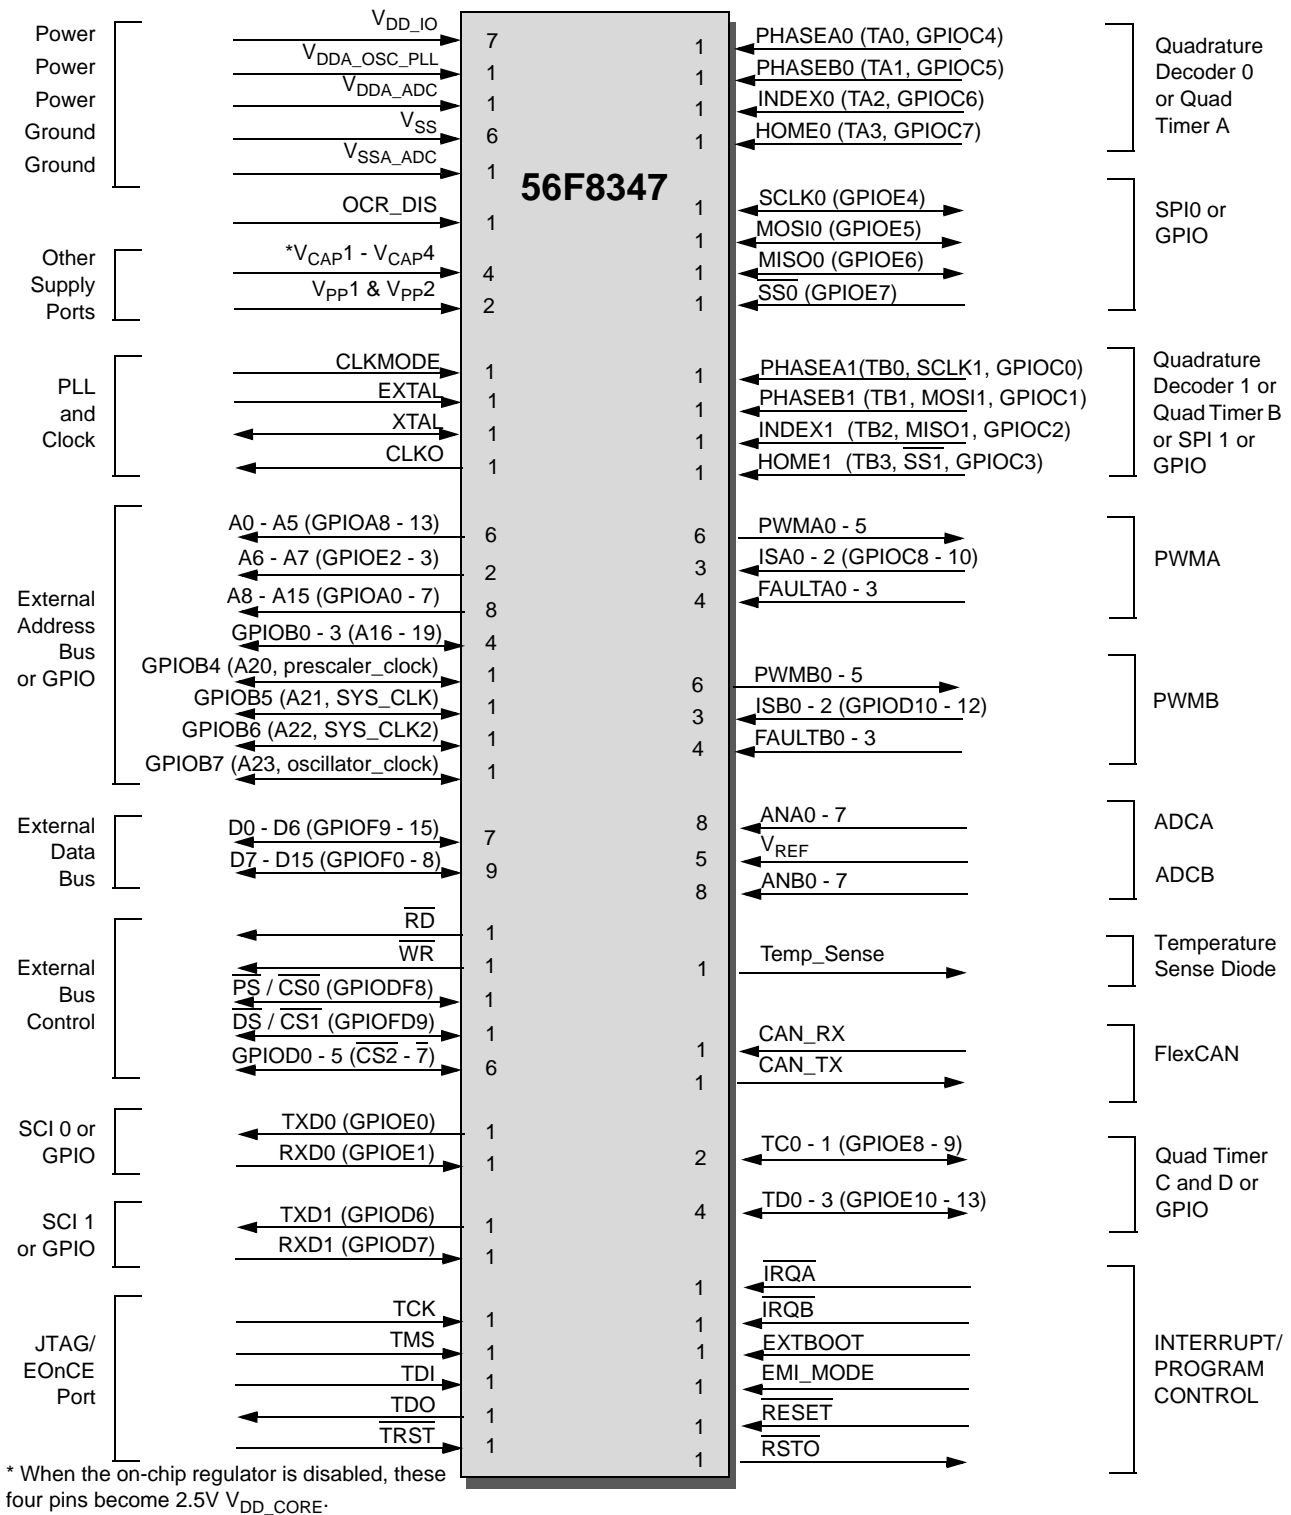 56F8347
Power
Power
Power
Ground
Ground
V_DD_IO 7
V_DDA_OSC_PLL 1
V_DDA_ADC 1
V_SS 6
V_SSA_ADC 1
OCR_DIS 1
Other
Supply
Ports
*V_CAP1 - V_CAP4 4
V_PP1 & V_PP2 2
PLL
and
Clock
CLKMODE 1
EXTAL 1
XTAL 1
CLKO 1
External
Address
Bus
or GPIO
A0 - A5 (GPIOA8 - 13) 6
A6 - A7 (GPIOE2 - 3) 2
A8 - A15 (GPIOA0 - 7) 8
GPIOB0 - 3 (A16 - 19) 4
GPIOB4 (A20, prescaler_clock) 1
GPIOB5 (A21, SYS_CLK) 1
GPIOB6 (A22, SYS_CLK2) 1
GPIOB7 (A23, oscillator_clock) 1
External
Data
Bus
D0 - D6 (GPIOF9 - 15) 7
D7 - D15 (GPIOF0 - 8) 9
External
Bus
Control
RD 1
WR 1
PS / CS0 (GPIODF8) 1
DS / CS1 (GPIOFD9) 1
GPIOD0 - 5 (CS2 - 7) 6
SCI 0 or
GPIO
TXD0 (GPIOE0) 1
RXD0 (GPIOE1) 1
SCI 1
or GPIO
TXD1 (GPIOD6) 1
RXD1 (GPIOD7) 1
JTAG/
EOnCE
Port
TCK 1
TMS 1
TDI 1
TDO 1
TRST 1
* When the on-chip regulator is disabled, these
four pins become 2.5V V_DD_CORE.
1 PHASEA0 (TA0, GPIOC4)
1 PHASEB0 (TA1, GPIOC5)
1 INDEX0 (TA2, GPIOC6)
1 HOME0 (TA3, GPIOC7)
Quadrature
Decoder 0
or Quad
Timer A
1 SCLK0 (GPIOE4)
1 MOSI0 (GPIOE5)
1 MISO0 (GPIOE6)
1 SS0 (GPIOE7)
SPI0 or
GPIO
1 PHASEA1(TB0, SCLK1, GPIOC0)
1 PHASEB1 (TB1, MOSI1, GPIOC1)
1 INDEX1 (TB2, MISO1, GPIOC2)
1 HOME1 (TB3, SS1, GPIOC3)
Quadrature
Decoder 1 or
Quad Timer B
or SPI 1 or
GPIO
6 PWMA0 - 5
3 ISA0 - 2 (GPIOC8 - 10)
4 FAULTA0 - 3
PWMA
6 PWMB0 - 5
3 ISB0 - 2 (GPIOD10 - 12)
4 FAULTB0 - 3
PWMB
8 ANA0 - 7
5 V_REF
8 ANB0 - 7
ADCA
ADCB
1 Temp_Sense
Temperature
Sense Diode
1 CAN_RX
1 CAN_TX
FlexCAN
2 TC0 - 1 (GPIOE8 - 9)
4 TD0 - 3 (GPIOE10 - 13)
Quad Timer
C and D or
GPIO
1 IRQA
1 IRQB
1 EXTBOOT
1 EMI_MODE
1 RESET
1 RSTO
INTERRUPT/
PROGRAM
CONTROL